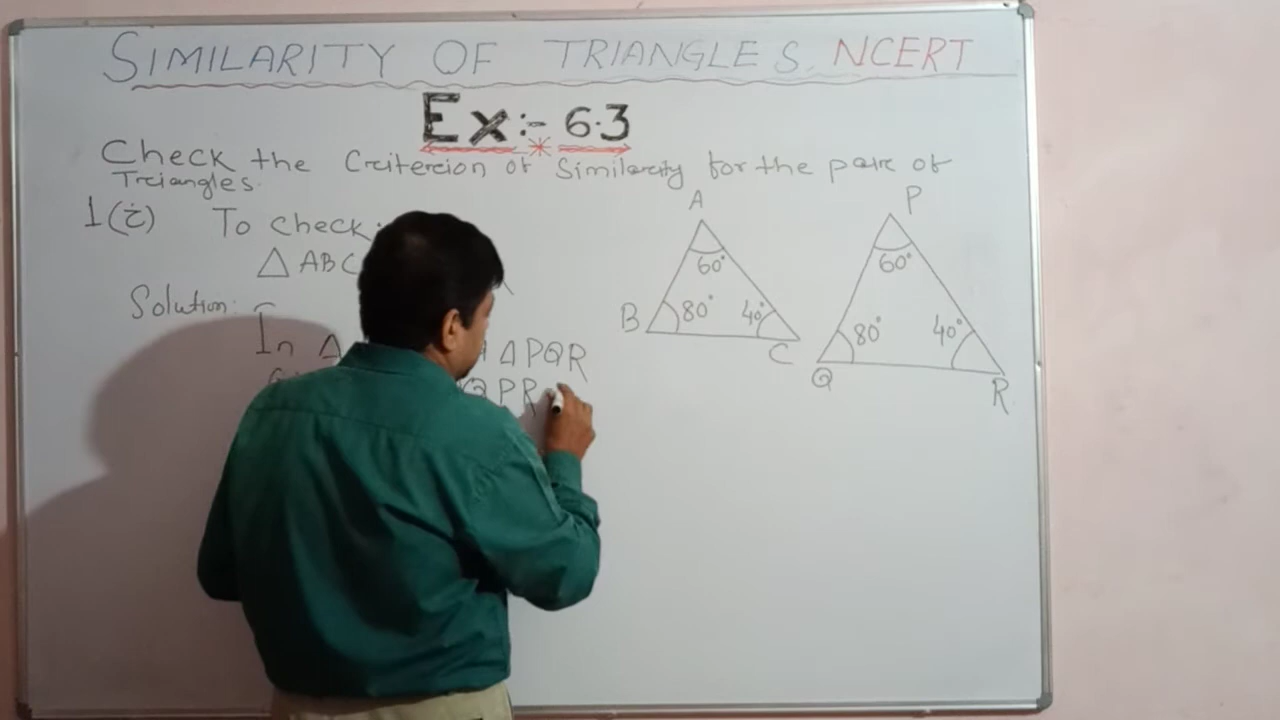 SIMILARITY OF TRIANGLES NCERT
Ex:- 6.3
Check the Criterion of Similarity for the pair of
Triangles.
1(i) To check:
△ ABC
Solution:
In △ △PQR
QPR =
A
60°
B 80° 40° C
P
60°
80° 40°
Q R